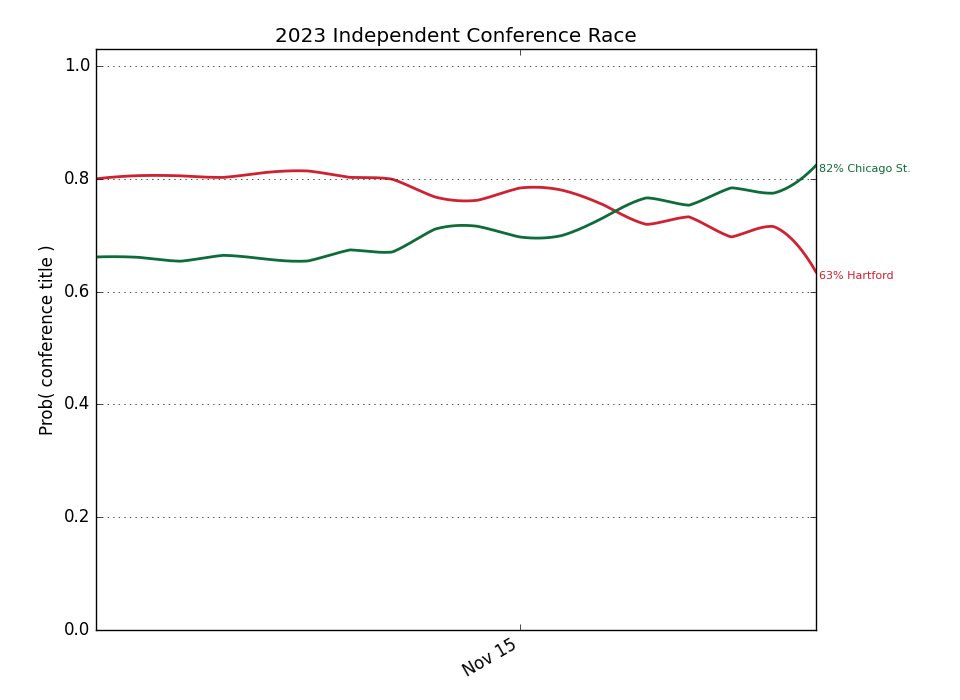 2023 Independent Conference Race
1.0
0.8
0.6
0.4
0.2
0.0
Prob( conference title )
82% Chicago St.
63% Hartford
Nov 15